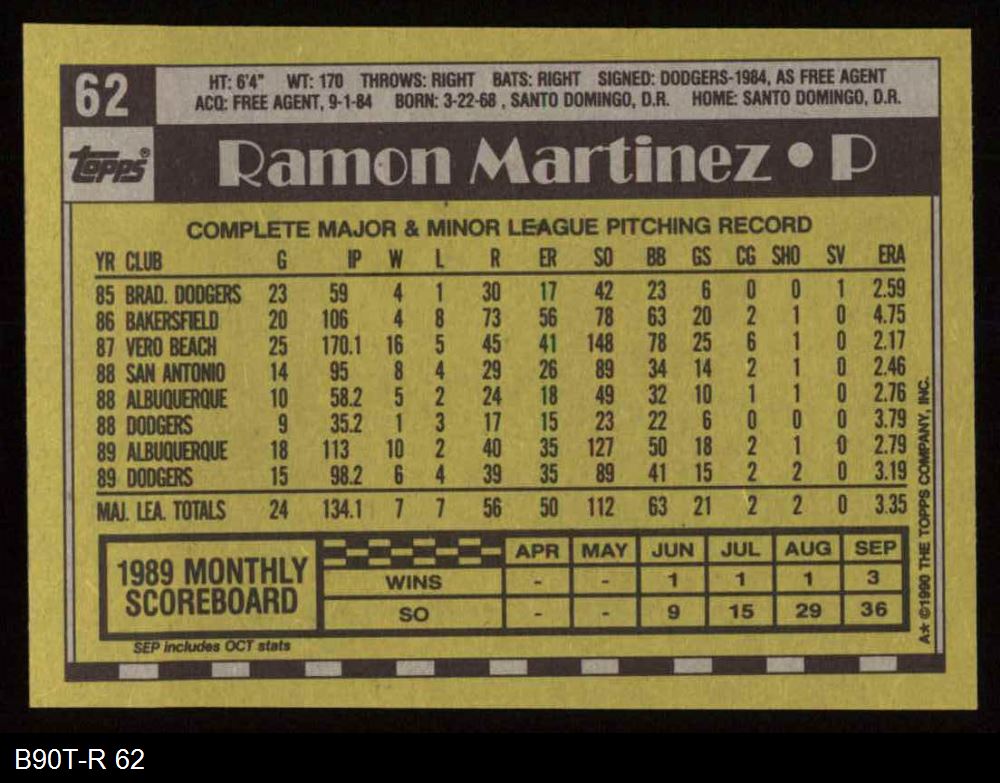 62
HT: 6'4" WT: 170 THROWS: RIGHT BATS: RIGHT SIGNED: DODGERS-1984, AS FREE AGENT
ACQ: FREE AGENT, 9-1-84 BORN: 3-22-68, SANTO DOMINGO, D.R. HOME: SANTO DOMINGO, D.R.
Topps® Ramon Martinez • P
COMPLETE MAJOR & MINOR LEAGUE PITCHING RECORD
YR CLUB G IP W L R ER SO BB GS CG SHO SV ERA
85 BRAD. DODGERS 23 59 4 1 30 17 42 23 6 0 0 1 2.59
86 BAKERSFIELD 20 106 4 8 73 56 78 63 20 2 1 0 4.75
87 VERO BEACH 25 170.1 16 5 45 41 148 78 25 6 1 0 2.17
88 SAN ANTONIO 14 95 8 4 29 26 89 34 14 2 1 0 2.46
88 ALBUQUERQUE 10 58.2 5 2 24 18 49 32 10 1 1 0 2.76
88 DODGERS 9 35.2 1 3 17 15 23 22 6 0 0 0 3.79
89 ALBUQUERQUE 18 113 10 2 40 35 127 50 18 2 1 0 2.79
89 DODGERS 15 98.2 6 4 39 35 89 41 15 2 2 0 3.19
MAJ. LEA. TOTALS 24 134.1 7 7 56 50 112 63 21 2 2 0 3.35
1989 MONTHLY
SCOREBOARD
APR MAY JUN JUL AUG SEP
WINS - - 1 1 1 3
SO - - 9 15 29 36
SEP includes OCT stats
A* ©1990 THE TOPPS COMPANY, INC.
B90T-R 62